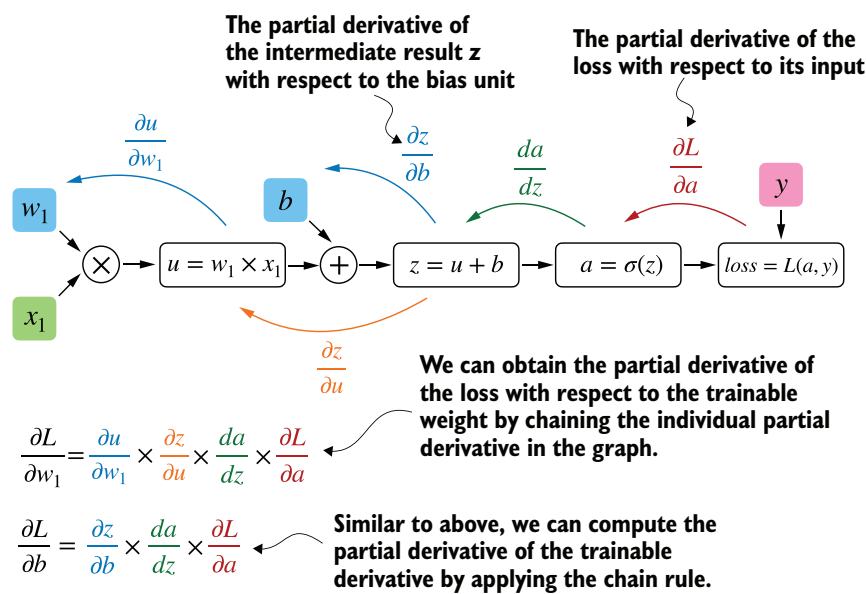 The partial derivative of
the intermediate result z
with respect to the bias unit
The partial derivative of the
loss with respect to its input
∂u/∂w₁
∂z/∂b
da/dz
∂L/∂a
w₁
b
y
×
u = w₁ × x₁
+
z = u + b
a = σ(z)
loss = L(a, y)
x₁
∂z/∂u
We can obtain the partial derivative of
the loss with respect to the trainable
weight by chaining the individual partial
derivative in the graph.
∂L/∂w₁ = ∂u/∂w₁ × ∂z/∂u × da/dz × ∂L/∂a
Similar to above, we can compute the
partial derivative of the trainable
derivative by applying the chain rule.
∂L/∂b = ∂z/∂b × da/dz × ∂L/∂a